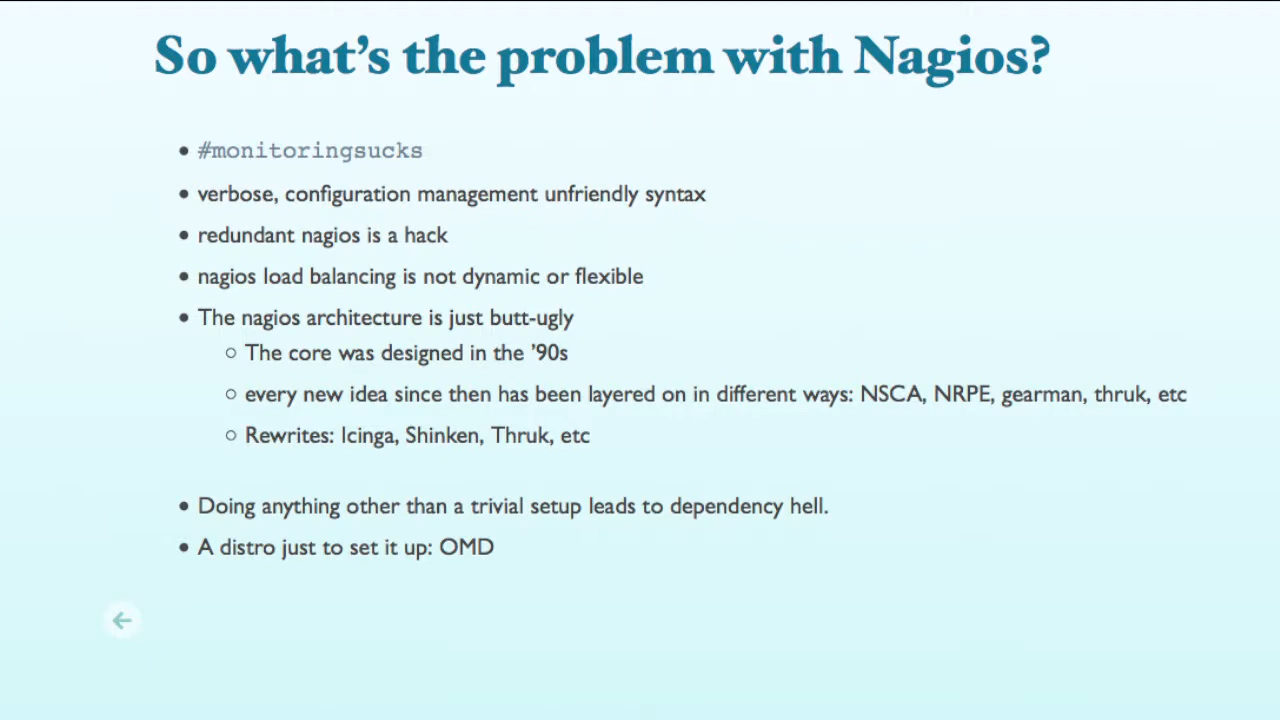 So what's the problem with Nagios?
#monitoringsucks
verbose, configuration management unfriendly syntax
redundant nagios is a hack
nagios load balancing is not dynamic or flexible
The nagios architecture is just butt-ugly
The core was designed in the ’90s
every new idea since then has been layered on in different ways: NSCA, NRPE, gearman, thruk, etc
Rewrites: Icinga, Shinken, Thruk, etc
Doing anything other than a trivial setup leads to dependency hell.
A distro just to set it up: OMD